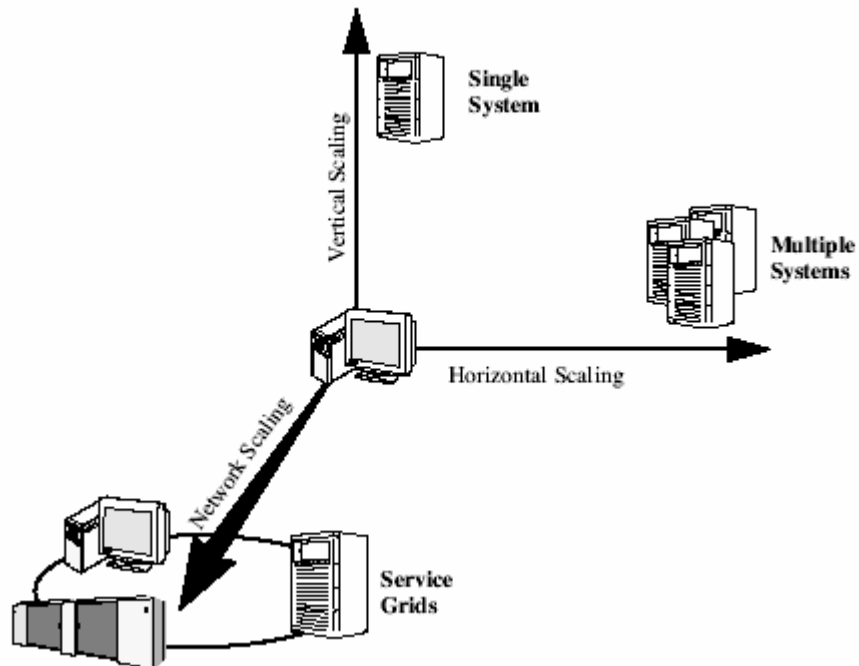 Single
System
Vertical Scaling
Multiple
Systems
Horizontal Scaling
Network Scaling
Service
Grids